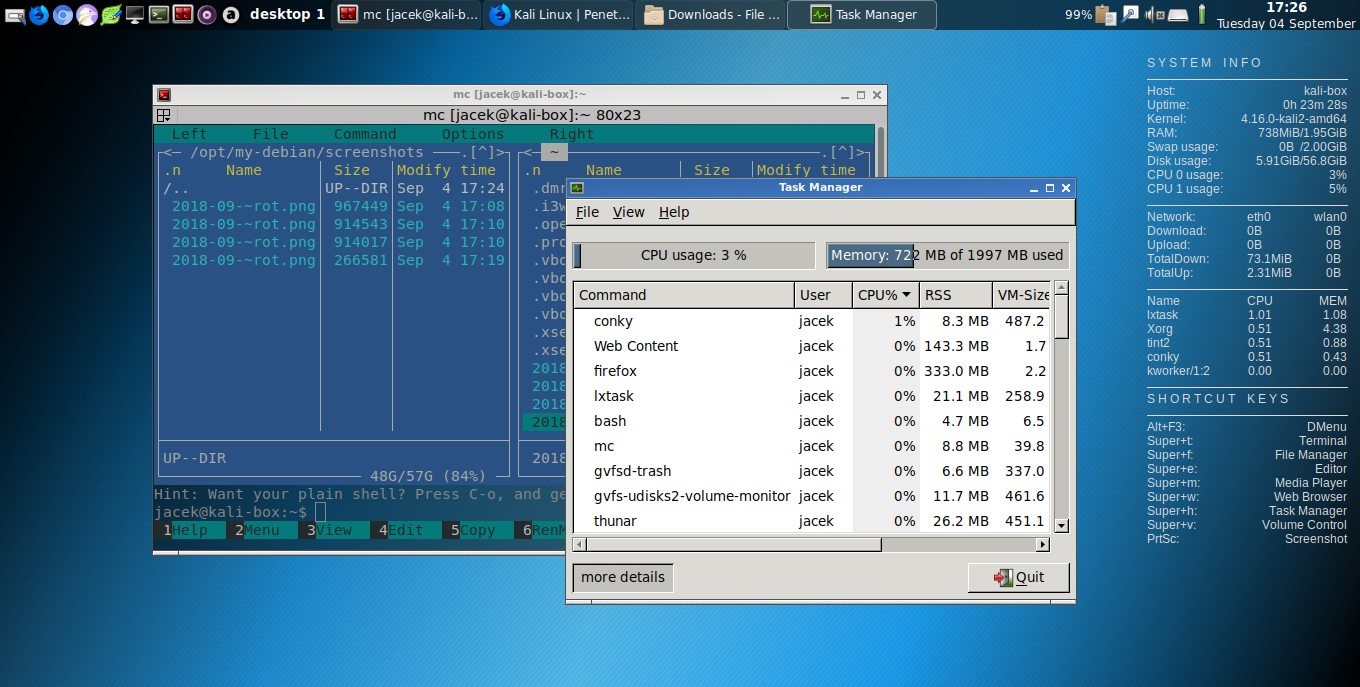 desktop 1
mc [jacek@kali-b...
Kali Linux | Penet...
Downloads - File ...
Task Manager
99%
17:26
Tuesday 04 September
mc [jacek@kali-box]:~
mc [jacek@kali-box]:~ 80x23
Left File Command Options Right
<─ /opt/my-debian/screenshots ───.[^]>
.n Name Size Modify time
/.. UP--DIR Sep 4 17:24
2018-09-~rot.png 967449 Sep 4 17:08
2018-09-~rot.png 914543 Sep 4 17:10
2018-09-~rot.png 914017 Sep 4 17:10
2018-09-~rot.png 266581 Sep 4 17:19
UP--DIR
48G/57G (84%)
<─ ~ ───.[^]>
.n Name Size Modify time
.dmr
.i3w
.ope
.pro
.vbo
.vbo
.vbo
.vbo
.xse
.xse
2018
2018
2018
2018
2018
Hint: Want your plain shell? Press C-o, and ge
jacek@kali-box:~$
1Help 2Menu 3View 4Edit 5Copy 6RenM
Task Manager
File View Help
CPU usage: 3 %
Memory: 722 MB of 1997 MB used
Command User CPU% RSS VM-Size
conky jacek 1% 8.3 MB 487.2
Web Content jacek 0% 143.3 MB 1.7
firefox jacek 0% 333.0 MB 2.2
lxtask jacek 0% 21.1 MB 258.9
bash jacek 0% 4.7 MB 6.5
mc jacek 0% 8.8 MB 39.8
gvfsd-trash jacek 0% 6.6 MB 337.0
gvfs-udisks2-volume-monitor jacek 0% 11.7 MB 461.6
thunar jacek 0% 26.2 MB 451.1
more details
Quit
SYSTEM INFO
Host: kali-box
Uptime: 0h 23m 28s
Kernel: 4.16.0-kali2-amd64
RAM: 738MiB/1.95GiB
Swap usage: 0B /2.00GiB
Disk usage: 5.91GiB/56.8GiB
CPU 0 usage: 3%
CPU 1 usage: 5%
Network: eth0 wlan0
Download: 0B 0B
Upload: 0B 0B
TotalDown: 73.1MiB 0B
TotalUp: 2.31MiB 0B
Name CPU MEM
lxtask 1.01 1.08
Xorg 0.51 4.38
tint2 0.51 0.88
conky 0.51 0.43
kworker/1:2 0.00 0.00
SHORTCUT KEYS
Alt+F3: DMenu
Super+t: Terminal
Super+f: File Manager
Super+e: Editor
Super+m: Media Player
Super+w: Web Browser
Super+h: Task Manager
Super+v: Volume Control
PrtSc: Screenshot